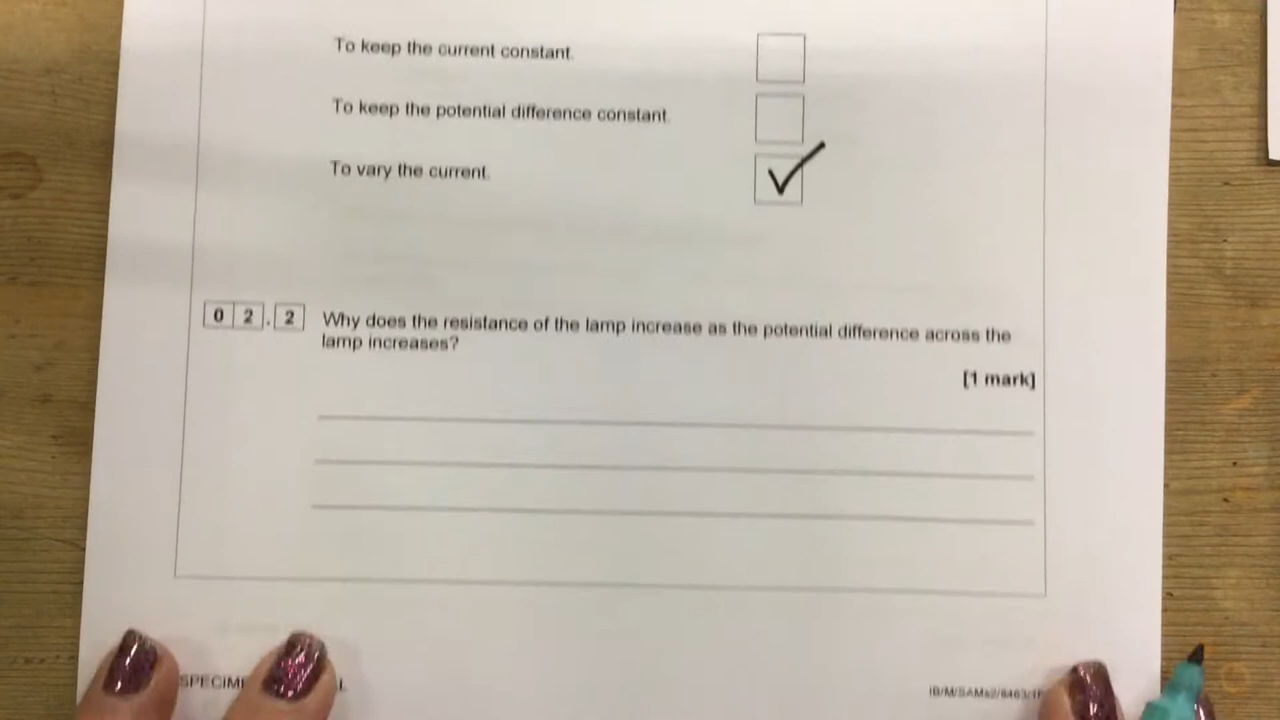 To keep the current constant.
To keep the potential difference constant.
To vary the current.
0 2 . 2 Why does the resistance of the lamp increase as the potential difference across the
lamp increases?
[1 mark]